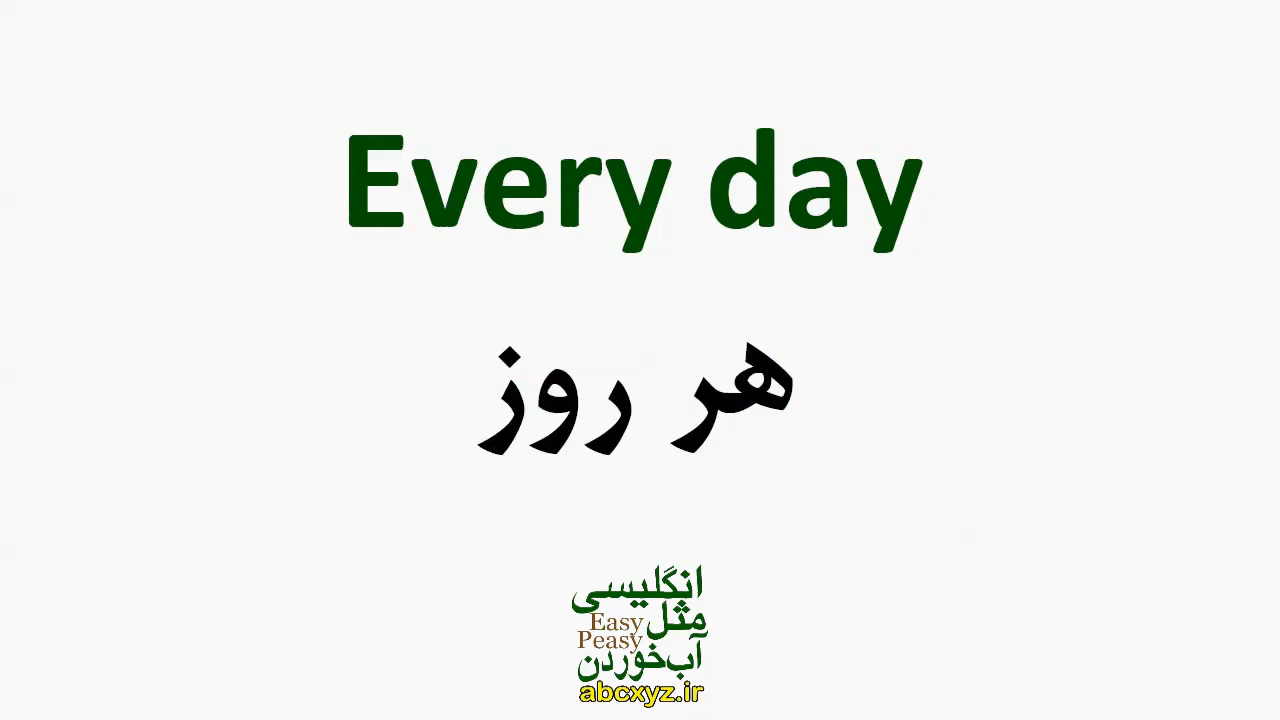 Every day
هر روز
انگلیسی
مثل Easy
Peasy
آب خوردن
abcxyz.ir